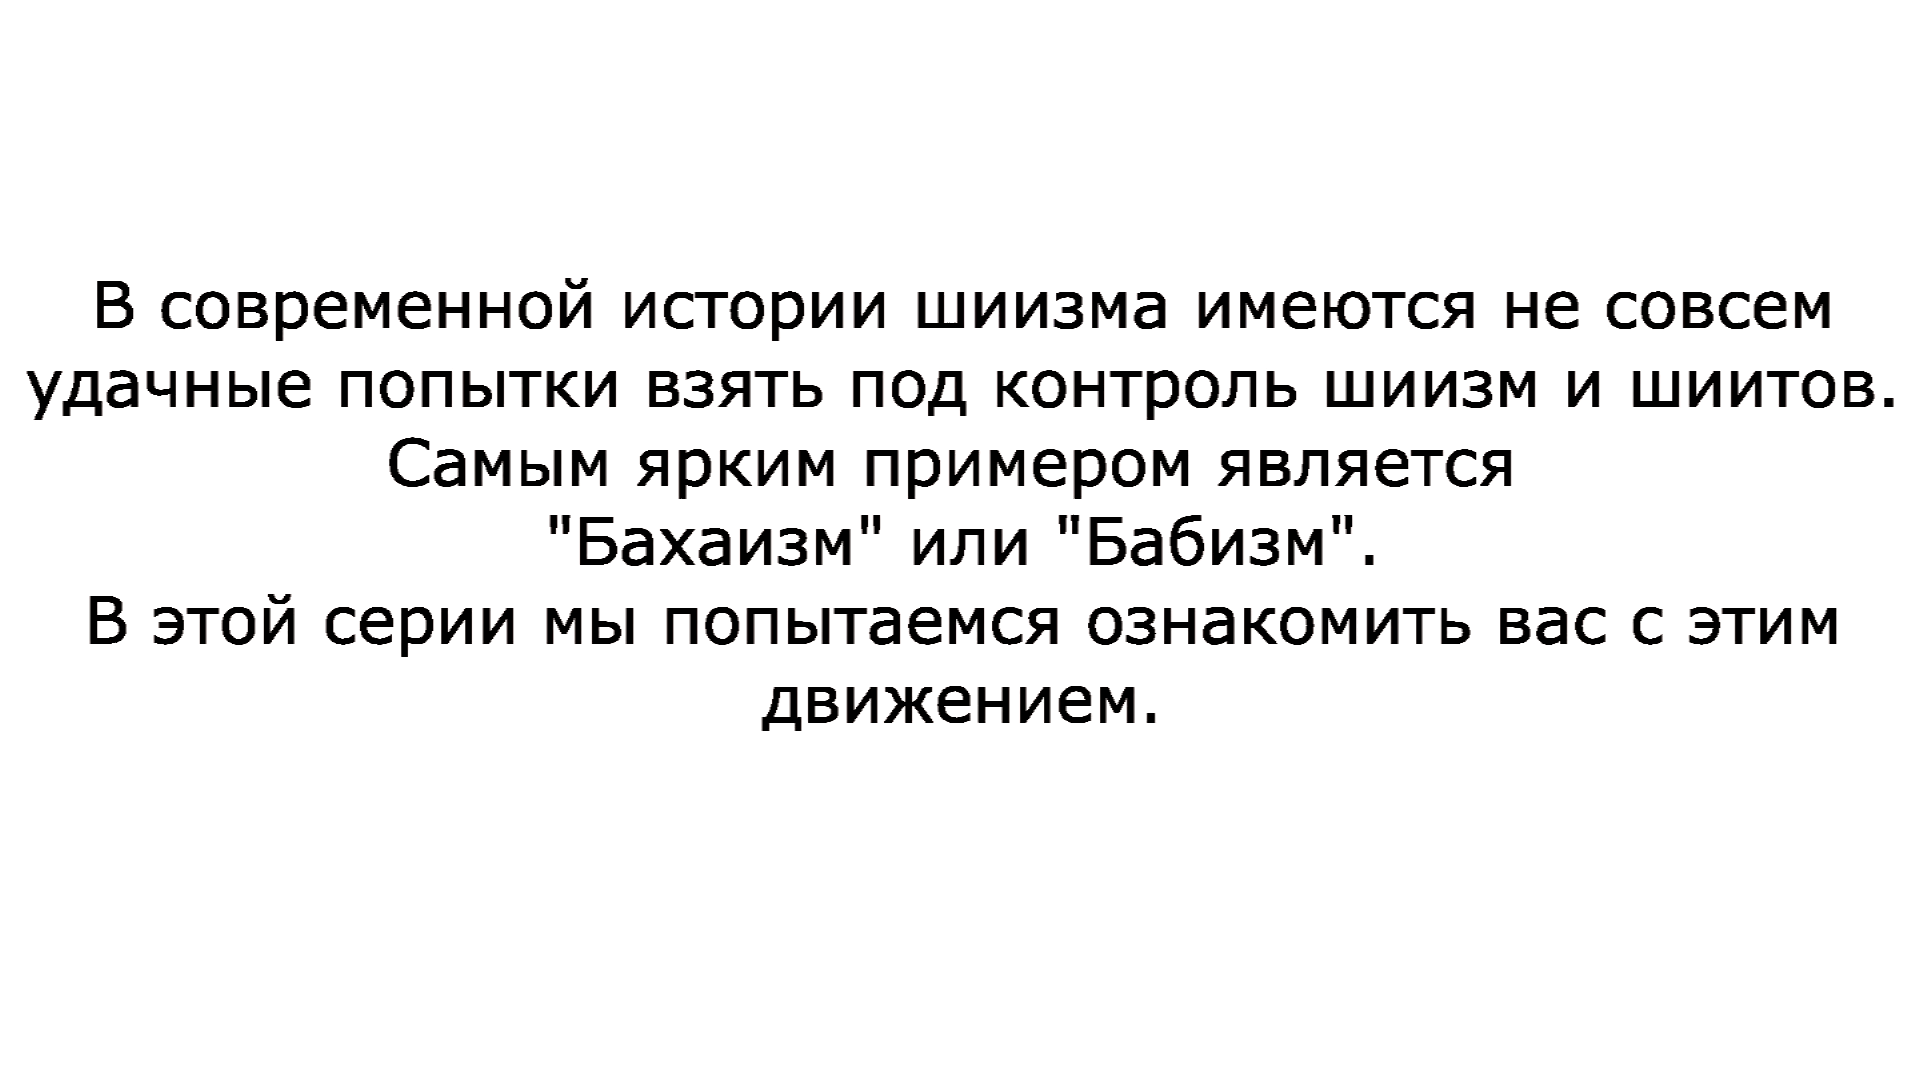 В современной истории шиизма имеются не совсем
удачные попытки взять под контроль шиизм и шиитов.
Самым ярким примером является
"Бахаизм" или "Бабизм".
В этой серии мы попытаемся ознакомить вас с этим
движением.